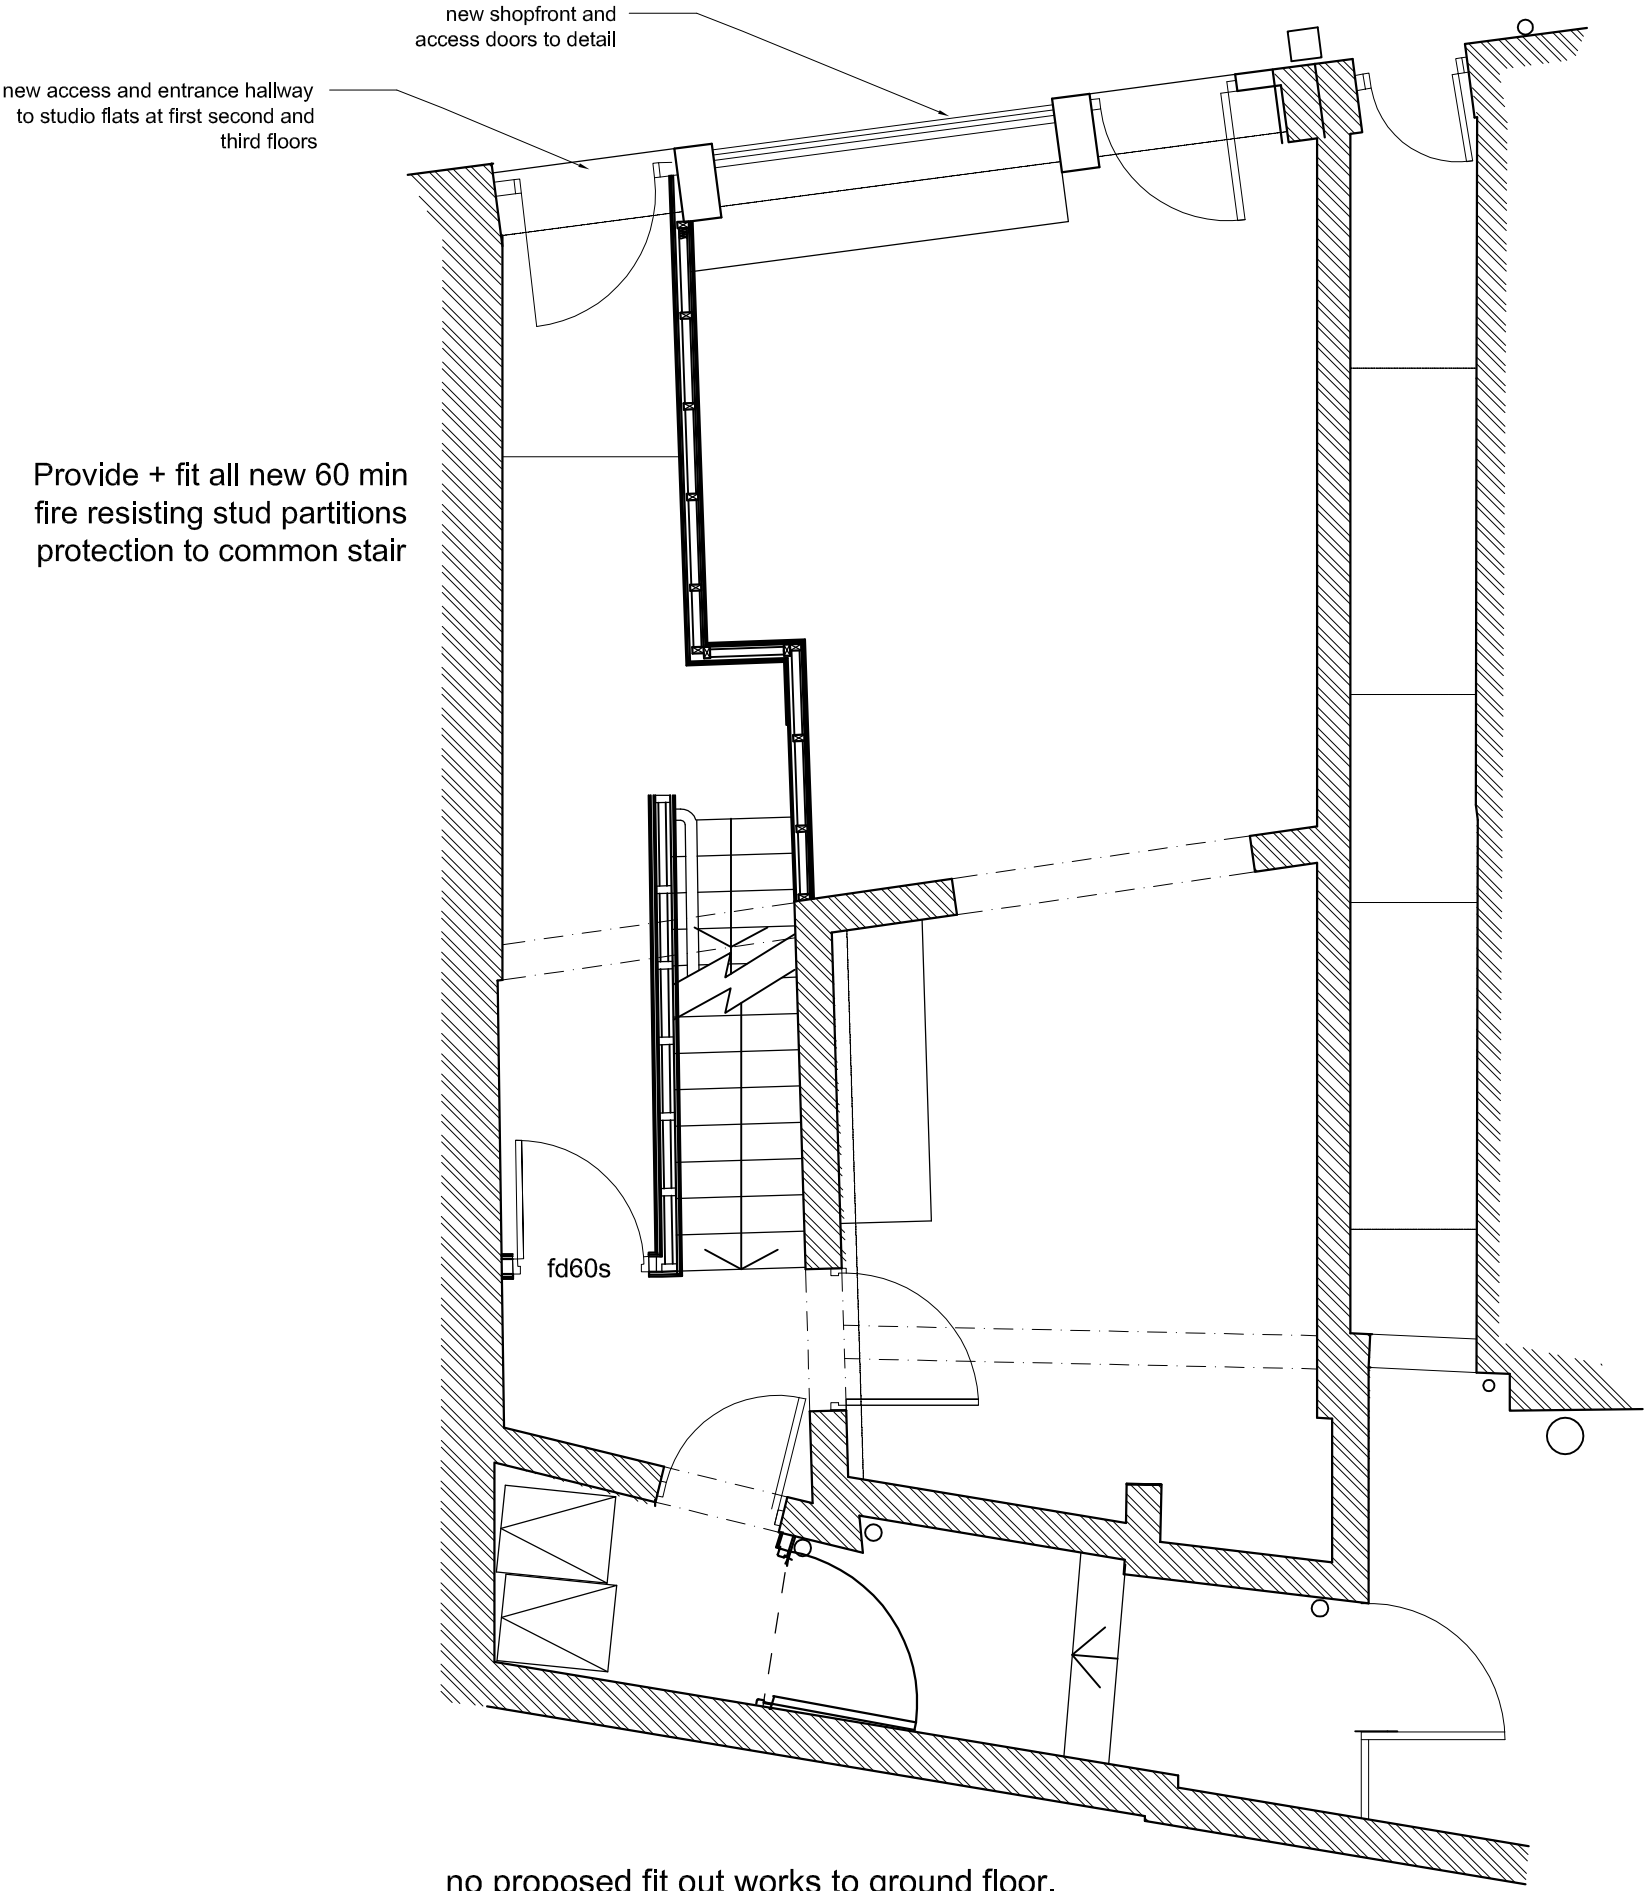 new shopfront and
access doors to detail
new access and entrance hallway
to studio flats at first second and
third floors
Provide + fit all new 60 min
fire resisting stud partitions
protection to common stair
fd60s
no proposed fit out works to ground floor.